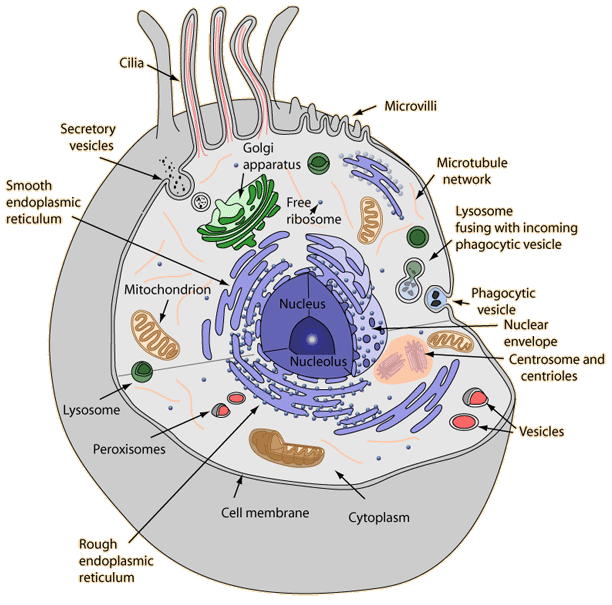 Cilia
Microvilli
Secretory
vesicles
Golgi
apparatus
Microtubule
network
Smooth
endoplasmic
reticulum
Free
ribosome
Lysosome
fusing with incoming
phagocytic vesicle
Mitochondrion
Nucleus
Phagocytic
vesicle
Nuclear
envelope
Nucleolus
Centrosome and
centrioles
Lysosome
Peroxisomes
Vesicles
Cell membrane
Cytoplasm
Rough
endoplasmic
reticulum